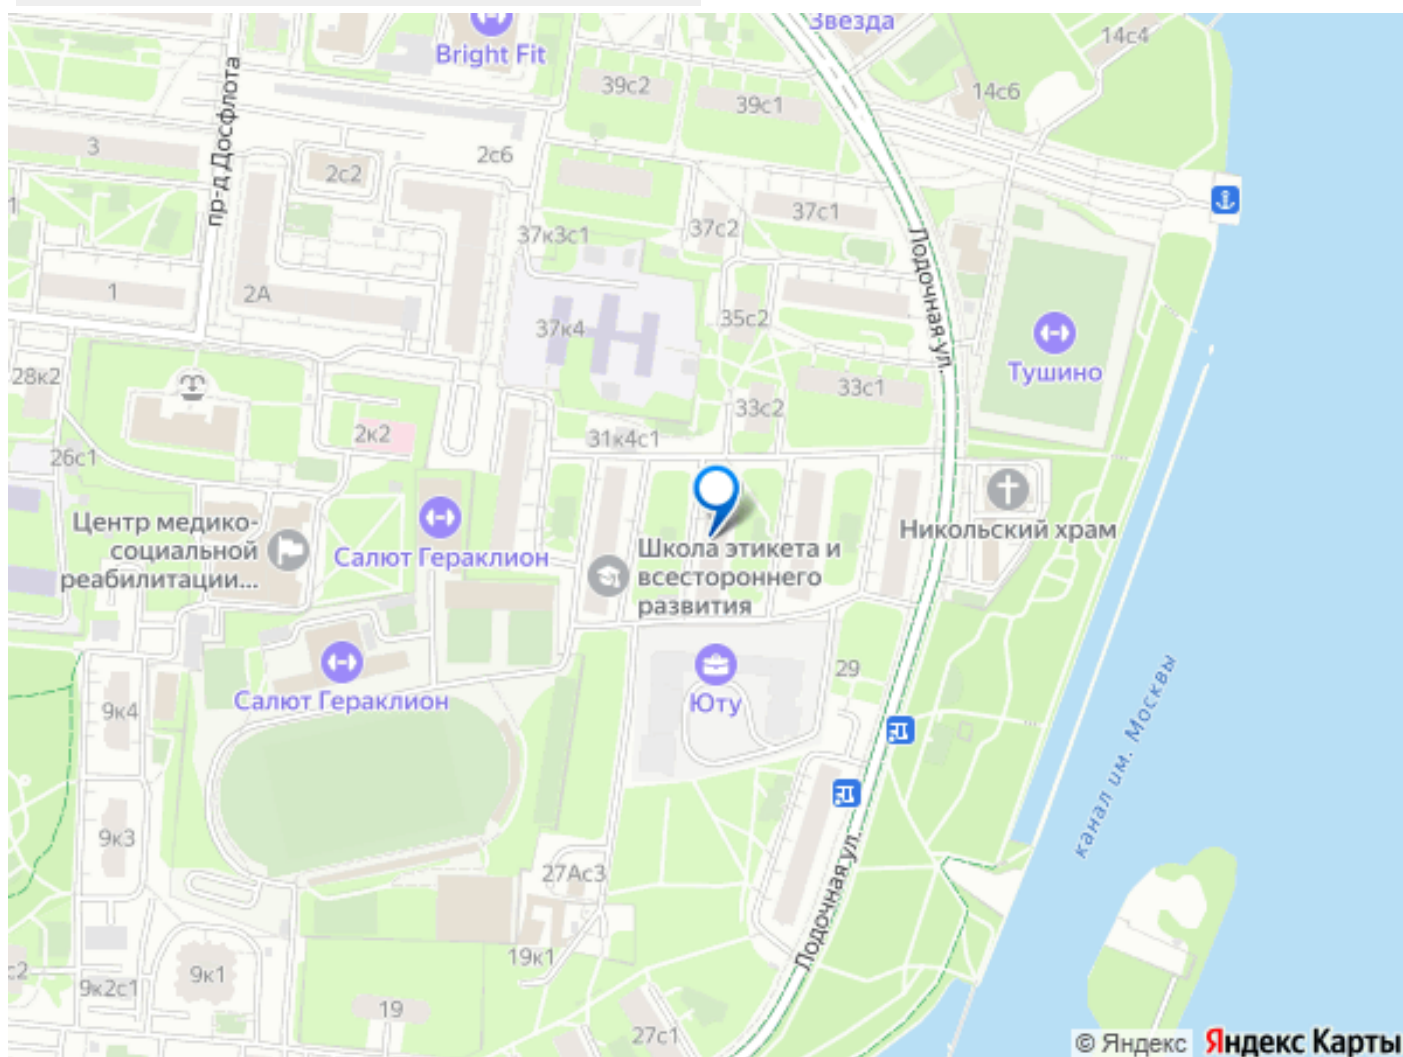 Звезда
Bright Fit
14с4
39с2
39с1
14с6
пр-д Досфлота
3
2с6
2с2
1
37с1
37с2
37к3с1
Лодочная ул.
1
2А
37к4
35с2
Тушино
28к2
33с1
33с2
2к2
31к4с1
26с1
Центр медико-
социальной
реабилитации...
Салют Гераклион
Школа этикета и
всестороннего
развития
Никольский храм
Салют Гераклион
Юту
29
9к4
канал им. Москвы
9к3
27Ас3
Лодочная ул.
19к1
с2
9к2с1
9к1
19
27с1
© Яндекс
Яндекс Карты